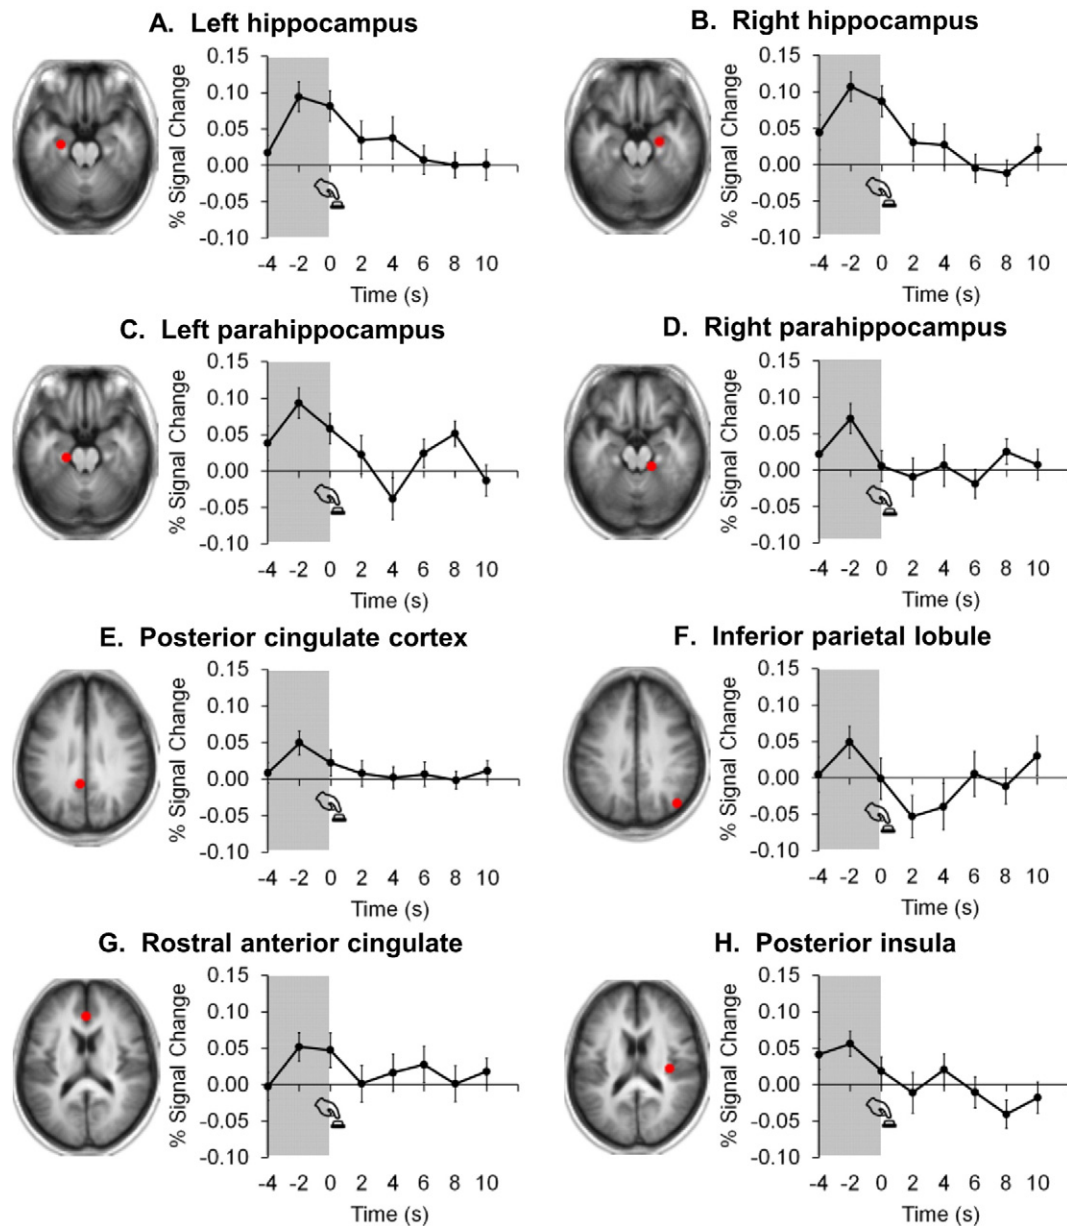 A. Left hippocampus
% Signal Change
0.15
0.10
0.05
0.00
-0.05
-0.10
-4 -2 0 2 4 6 8 10
Time (s)
B. Right hippocampus
% Signal Change
0.15
0.10
0.05
0.00
-0.05
-0.10
-4 -2 0 2 4 6 8 10
Time (s)
C. Left parahippocampus
% Signal Change
0.15
0.10
0.05
0.00
-0.05
-0.10
-4 -2 0 2 4 6 8 10
Time (s)
D. Right parahippocampus
% Signal Change
0.15
0.10
0.05
0.00
-0.05
-0.10
-4 -2 0 2 4 6 8 10
Time (s)
E. Posterior cingulate cortex
% Signal Change
0.15
0.10
0.05
0.00
-0.05
-0.10
-4 -2 0 2 4 6 8 10
Time (s)
F. Inferior parietal lobule
% Signal Change
0.15
0.10
0.05
0.00
-0.05
-0.10
-4 -2 0 2 4 6 8 10
Time (s)
G. Rostral anterior cingulate
% Signal Change
0.15
0.10
0.05
0.00
-0.05
-0.10
-4 -2 0 2 4 6 8 10
Time (s)
H. Posterior insula
% Signal Change
0.15
0.10
0.05
0.00
-0.05
-0.10
-4 -2 0 2 4 6 8 10
Time (s)